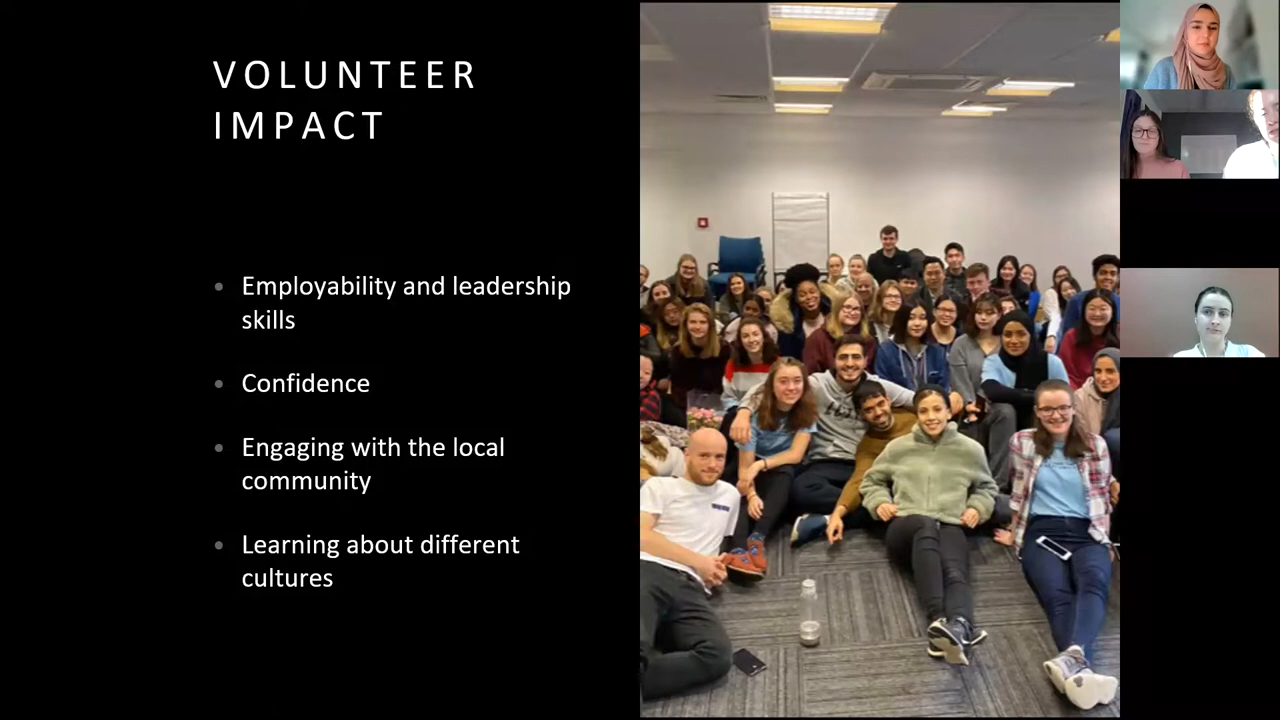 VOLUNTEER
IMPACT
Employability and leadership
skills
Confidence
Engaging with the local
community
Learning about different
cultures